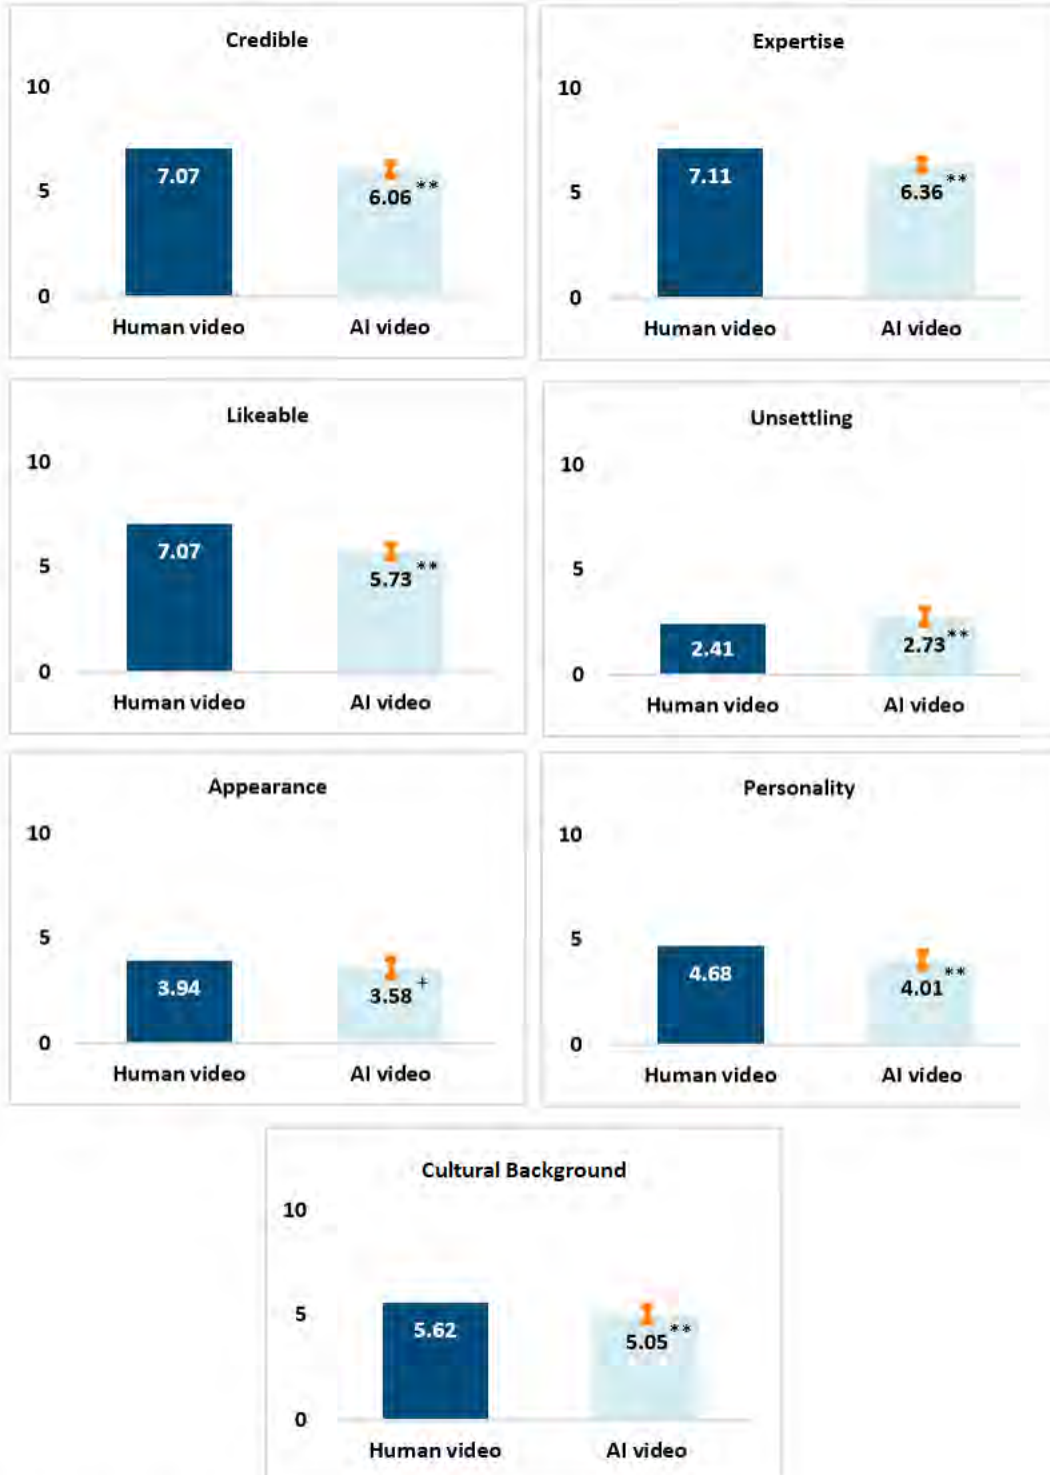 Credible
10
5
0
7.07
6.06 **
Human video
AI video
Expertise
10
5
0
7.11
6.36 **
Human video
AI video
Likeable
10
5
0
7.07
5.73 **
Human video
AI video
Unsettling
10
5
0
2.41
2.73 **
Human video
AI video
Appearance
10
5
0
3.94
3.58 +
Human video
AI video
Personality
10
5
0
4.68
4.01 **
Human video
AI video
Cultural Background
10
5
0
5.62
5.05 **
Human video
AI video